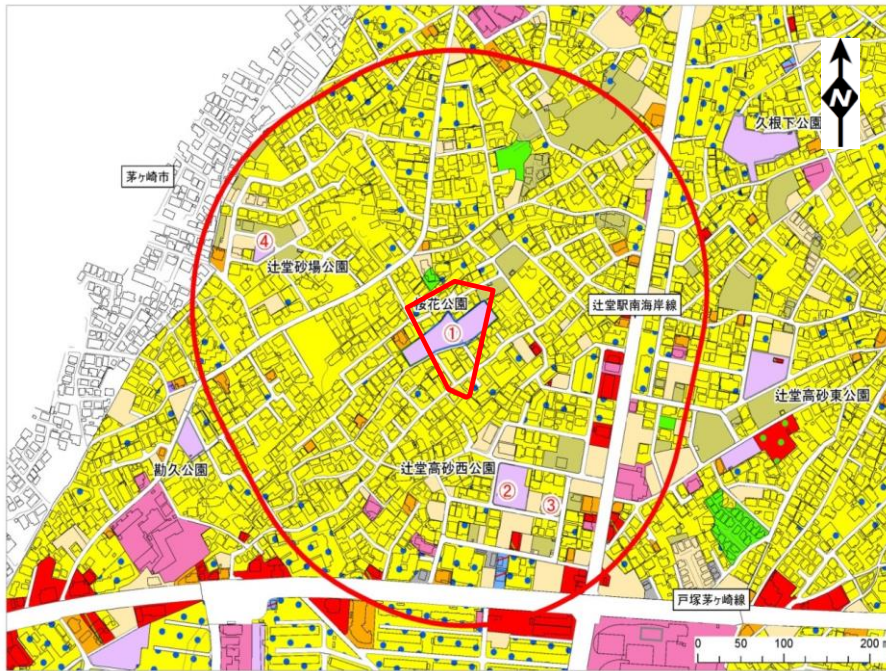 N
久根下公園
茅ヶ崎市
④
辻堂砂場公園
桜花公園
①
辻堂駅南海岸線
辻堂高砂東公園
勘久公園
辻堂高砂西公園
②
③
戸塚茅ヶ崎線
0 50 100 200 m